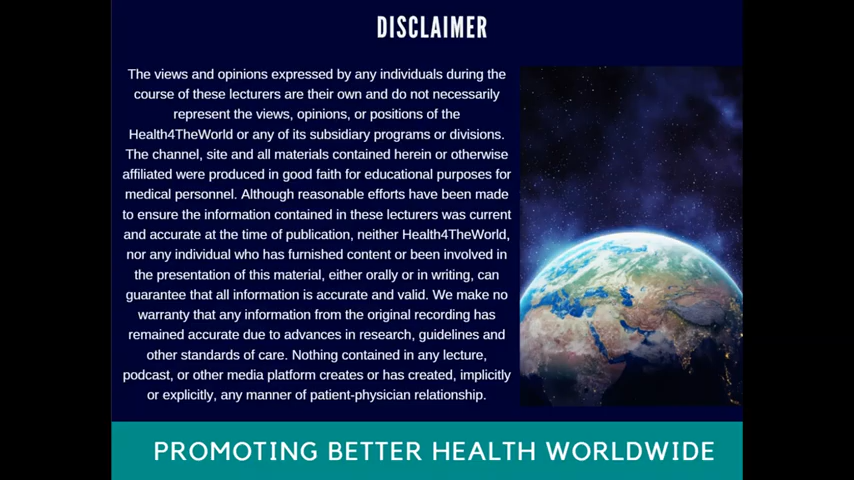 DISCLAIMER
The views and opinions expressed by any individuals during the
course of these lecturers are their own and do not necessarily
represent the views, opinions, or positions of the
Health4TheWorld or any of its subsidiary programs or divisions.
The channel, site and all materials contained herein or otherwise
affiliated were produced in good faith for educational purposes for
medical personnel. Although reasonable efforts have been made
to ensure the information contained in these lecturers was current
and accurate at the time of publication, neither Health4TheWorld,
nor any individual who has furnished content or been involved in
the presentation of this material, either orally or in writing, can
guarantee that all information is accurate and valid. We make no
warranty that any information from the original recording has
remained accurate due to advances in research, guidelines and
other standards of care. Nothing contained in any lecture,
podcast, or other media platform creates or has created, implicitly
or explicitly, any manner of patient-physician relationship.
PROMOTING BETTER HEALTH WORLDWIDE